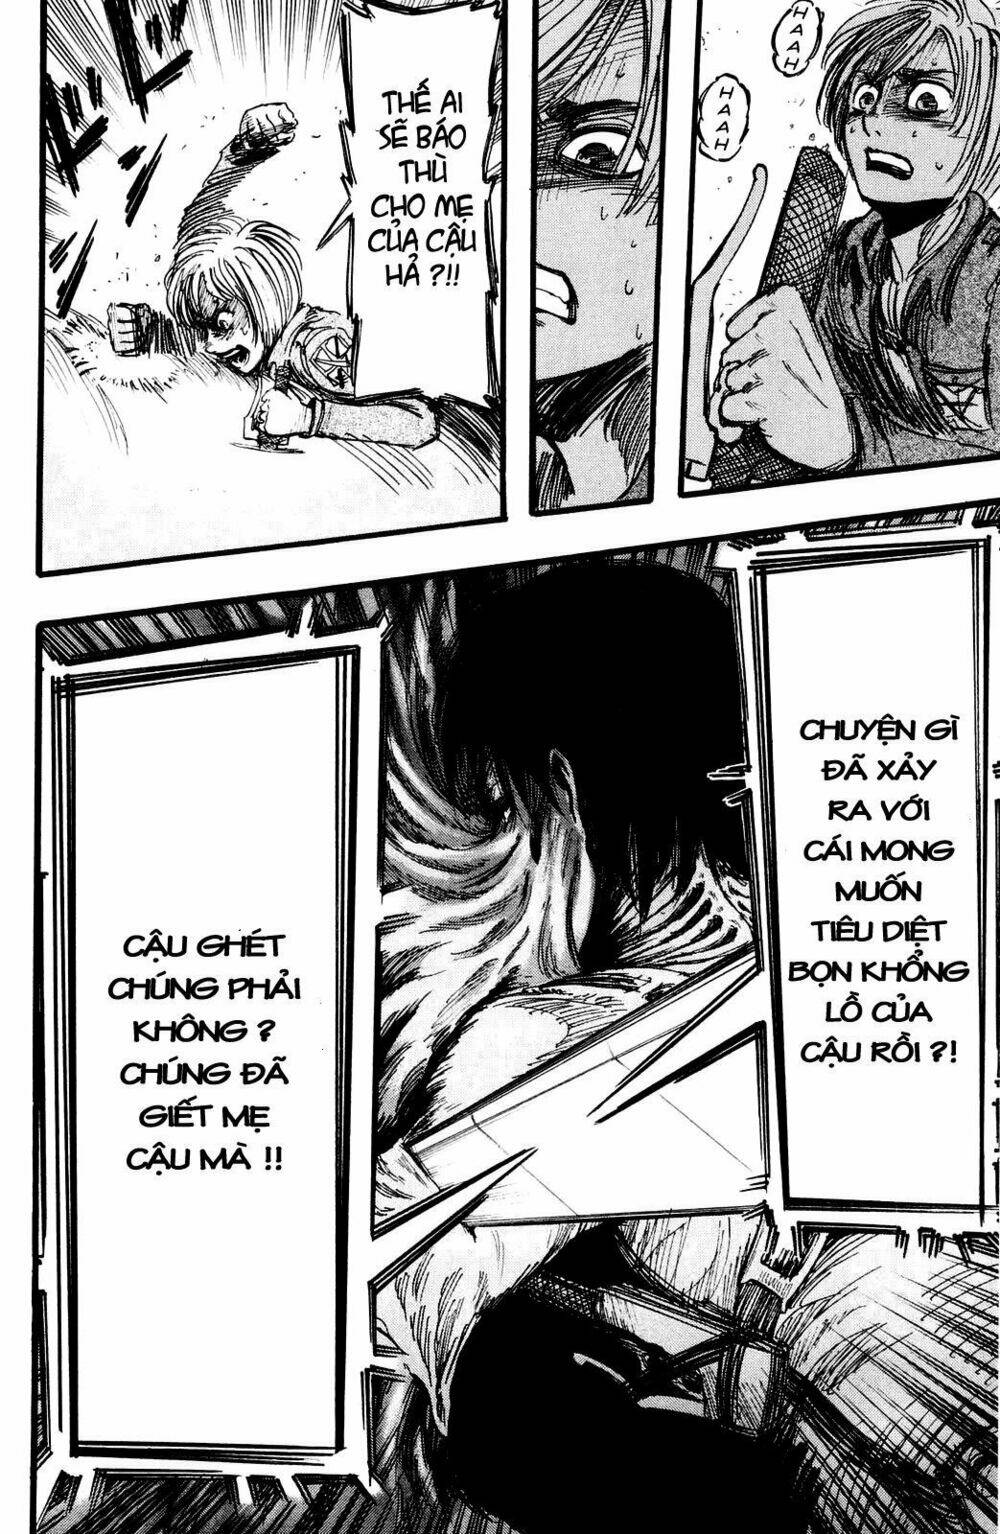 HAAH
HAAH
THẾ AI
SẼ BÁO
THÙ
CHO MẸ
CỦA CẬU
HẢ ?!!
CHUYỆN GÌ
ĐÃ XẢY
RA VỚI
CÁI MONG
MUỐN
TIÊU DIỆT
BỌN KHỔNG
LỒ CỦA
CẬU RỒI ?!
CẬU GHÉT
CHÚNG PHẢI
KHÔNG ?
CHÚNG ĐÃ
GIẾT MẸ
CẬU MÀ !!